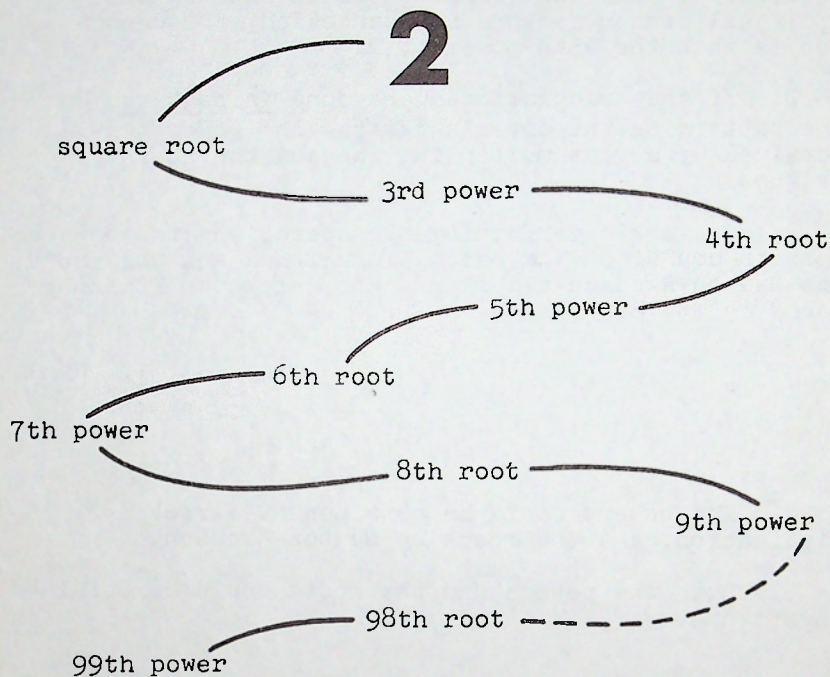 2
square root
3rd power
4th root
5th power
6th root
7th power
8th root
9th power
98th root
99th power